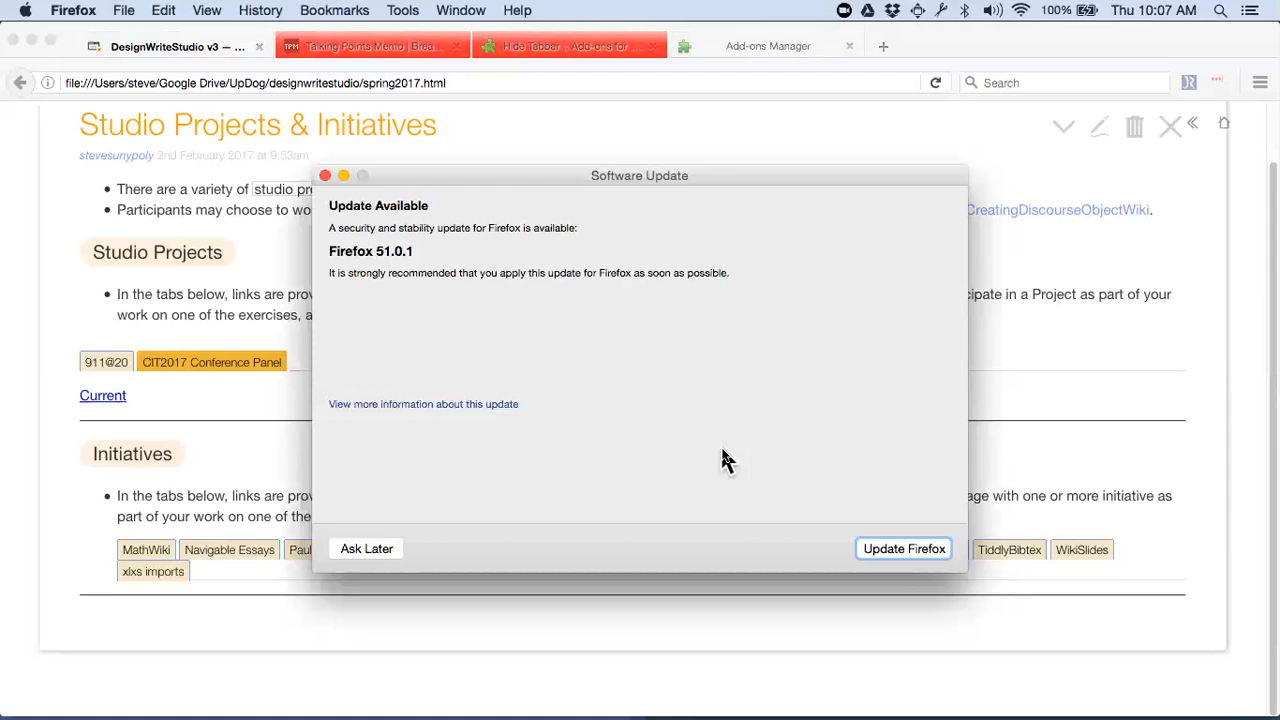 Firefox File Edit View History Bookmarks Tools Window Help 100% Thu 10:07 AM
DesignWriteStudio v3 — ... Talking Points Memo | Brea... Hide Tabbar :: Add-ons for ... Add-ons Manager
file:///Users/steve/Google Drive/UpDog/designwritestudio/spring2017.html Search
Studio Projects & Initiatives
stevesunypoly 2nd February 2017 at 9:53am
There are a variety of studio pro
Participants may choose to wo CreatingDiscourseObjectWiki.
Studio Projects
In the tabs below, links are prov cipate in a Project as part of your
work on one of the exercises, a
911@20 CIT2017 Conference Panel
Current
Initiatives
In the tabs below, links are prov age with one or more initiative as
part of your work on one of the
MathWiki Navigable Essays Paul TiddlyBibtex WikiSlides
xlxs imports
Software Update
Update Available
A security and stability update for Firefox is available:
Firefox 51.0.1
It is strongly recommended that you apply this update for Firefox as soon as possible.
View more information about this update
Ask Later Update Firefox